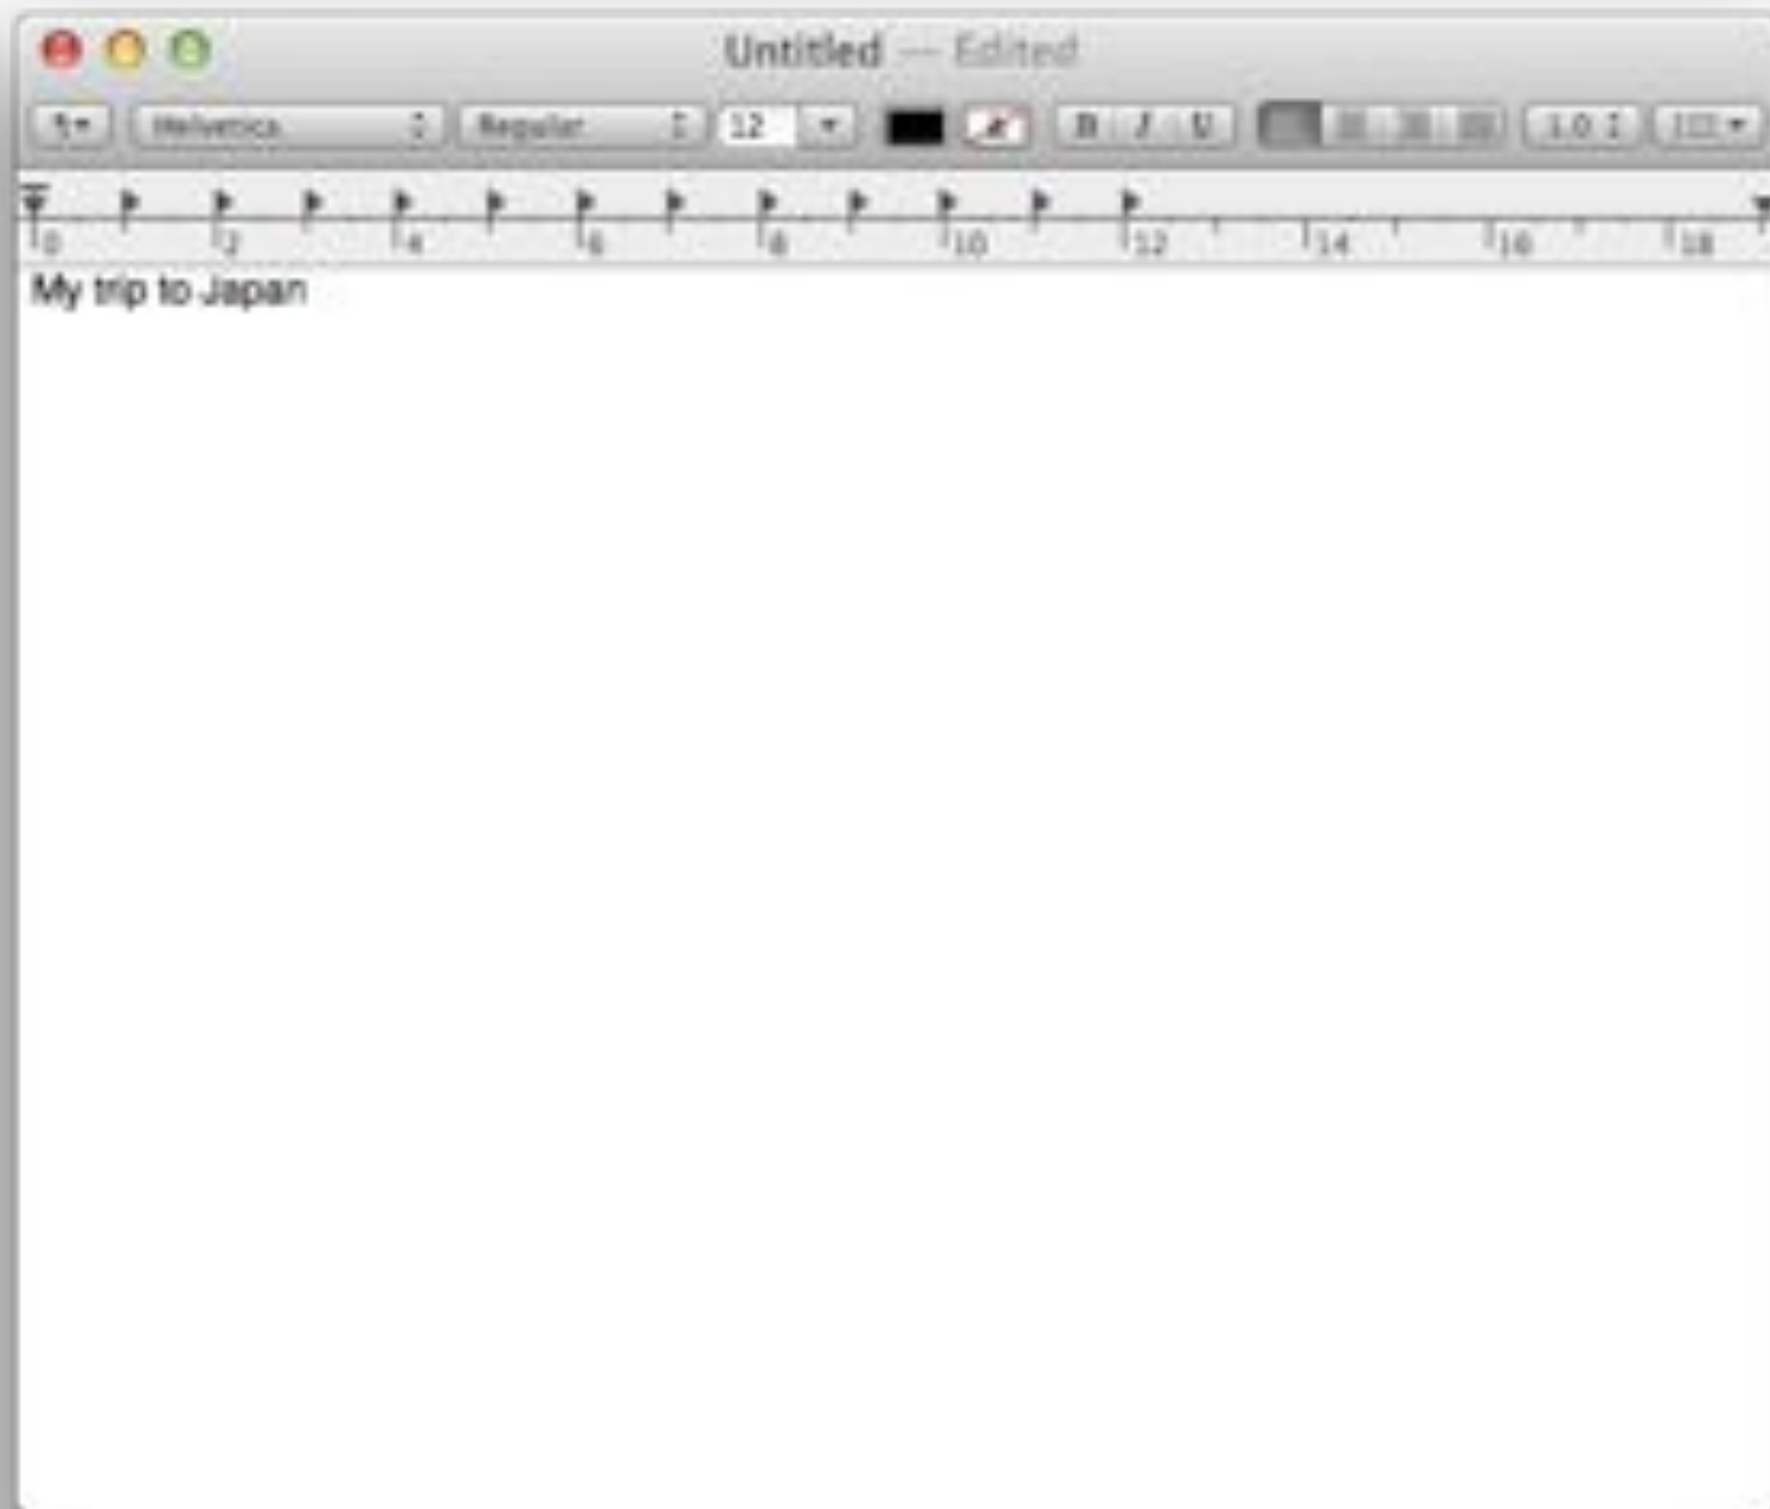 Untitled — Edited
Helvetica Regular 12 B I U 1.0
0 2 4 6 8 10 12 14 16 18
My trip to Japan